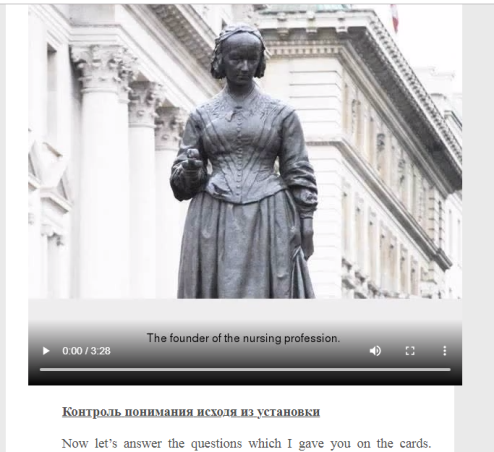 The founder of the nursing profession.
0:00 / 3:28
Контроль понимания исходя из установки
Now let’s answer the questions which I gave you on the cards.